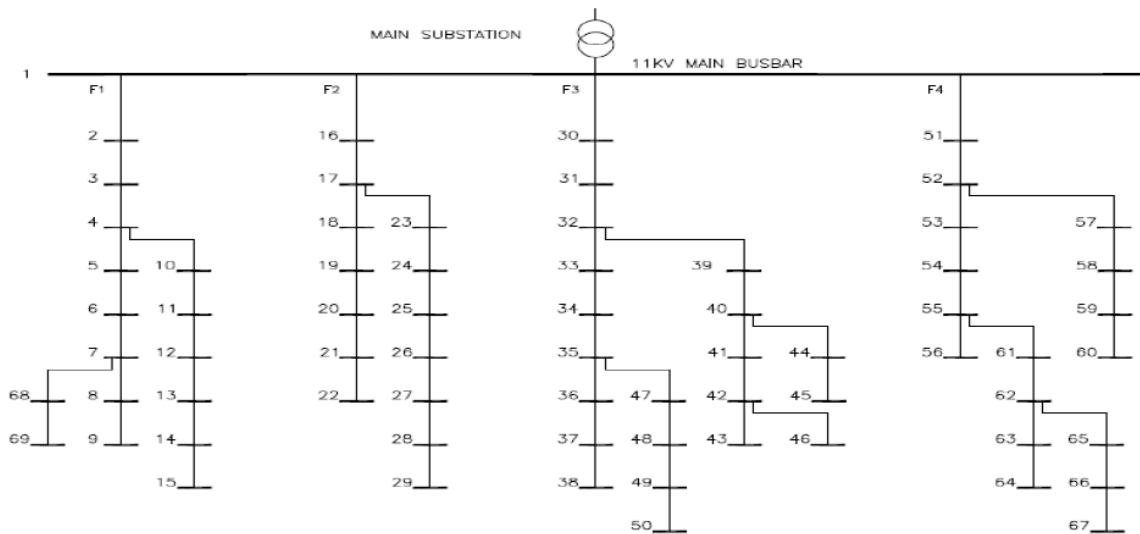 MAIN SUBSTATION
11KV MAIN BUSBAR
1
F1 F2 F3 F4
2 16 30 51
3 17 31 52
4 18 23 32 53 57
5 10 19 24 33 39 54 58
6 11 20 25 34 40 55 59
7 12 21 26 35 41 44 56 61 60
68 8 13 22 27 36 47 42 45 62
69 9 14 28 37 48 43 46 63 65
15 29 38 49 64 66
50 67